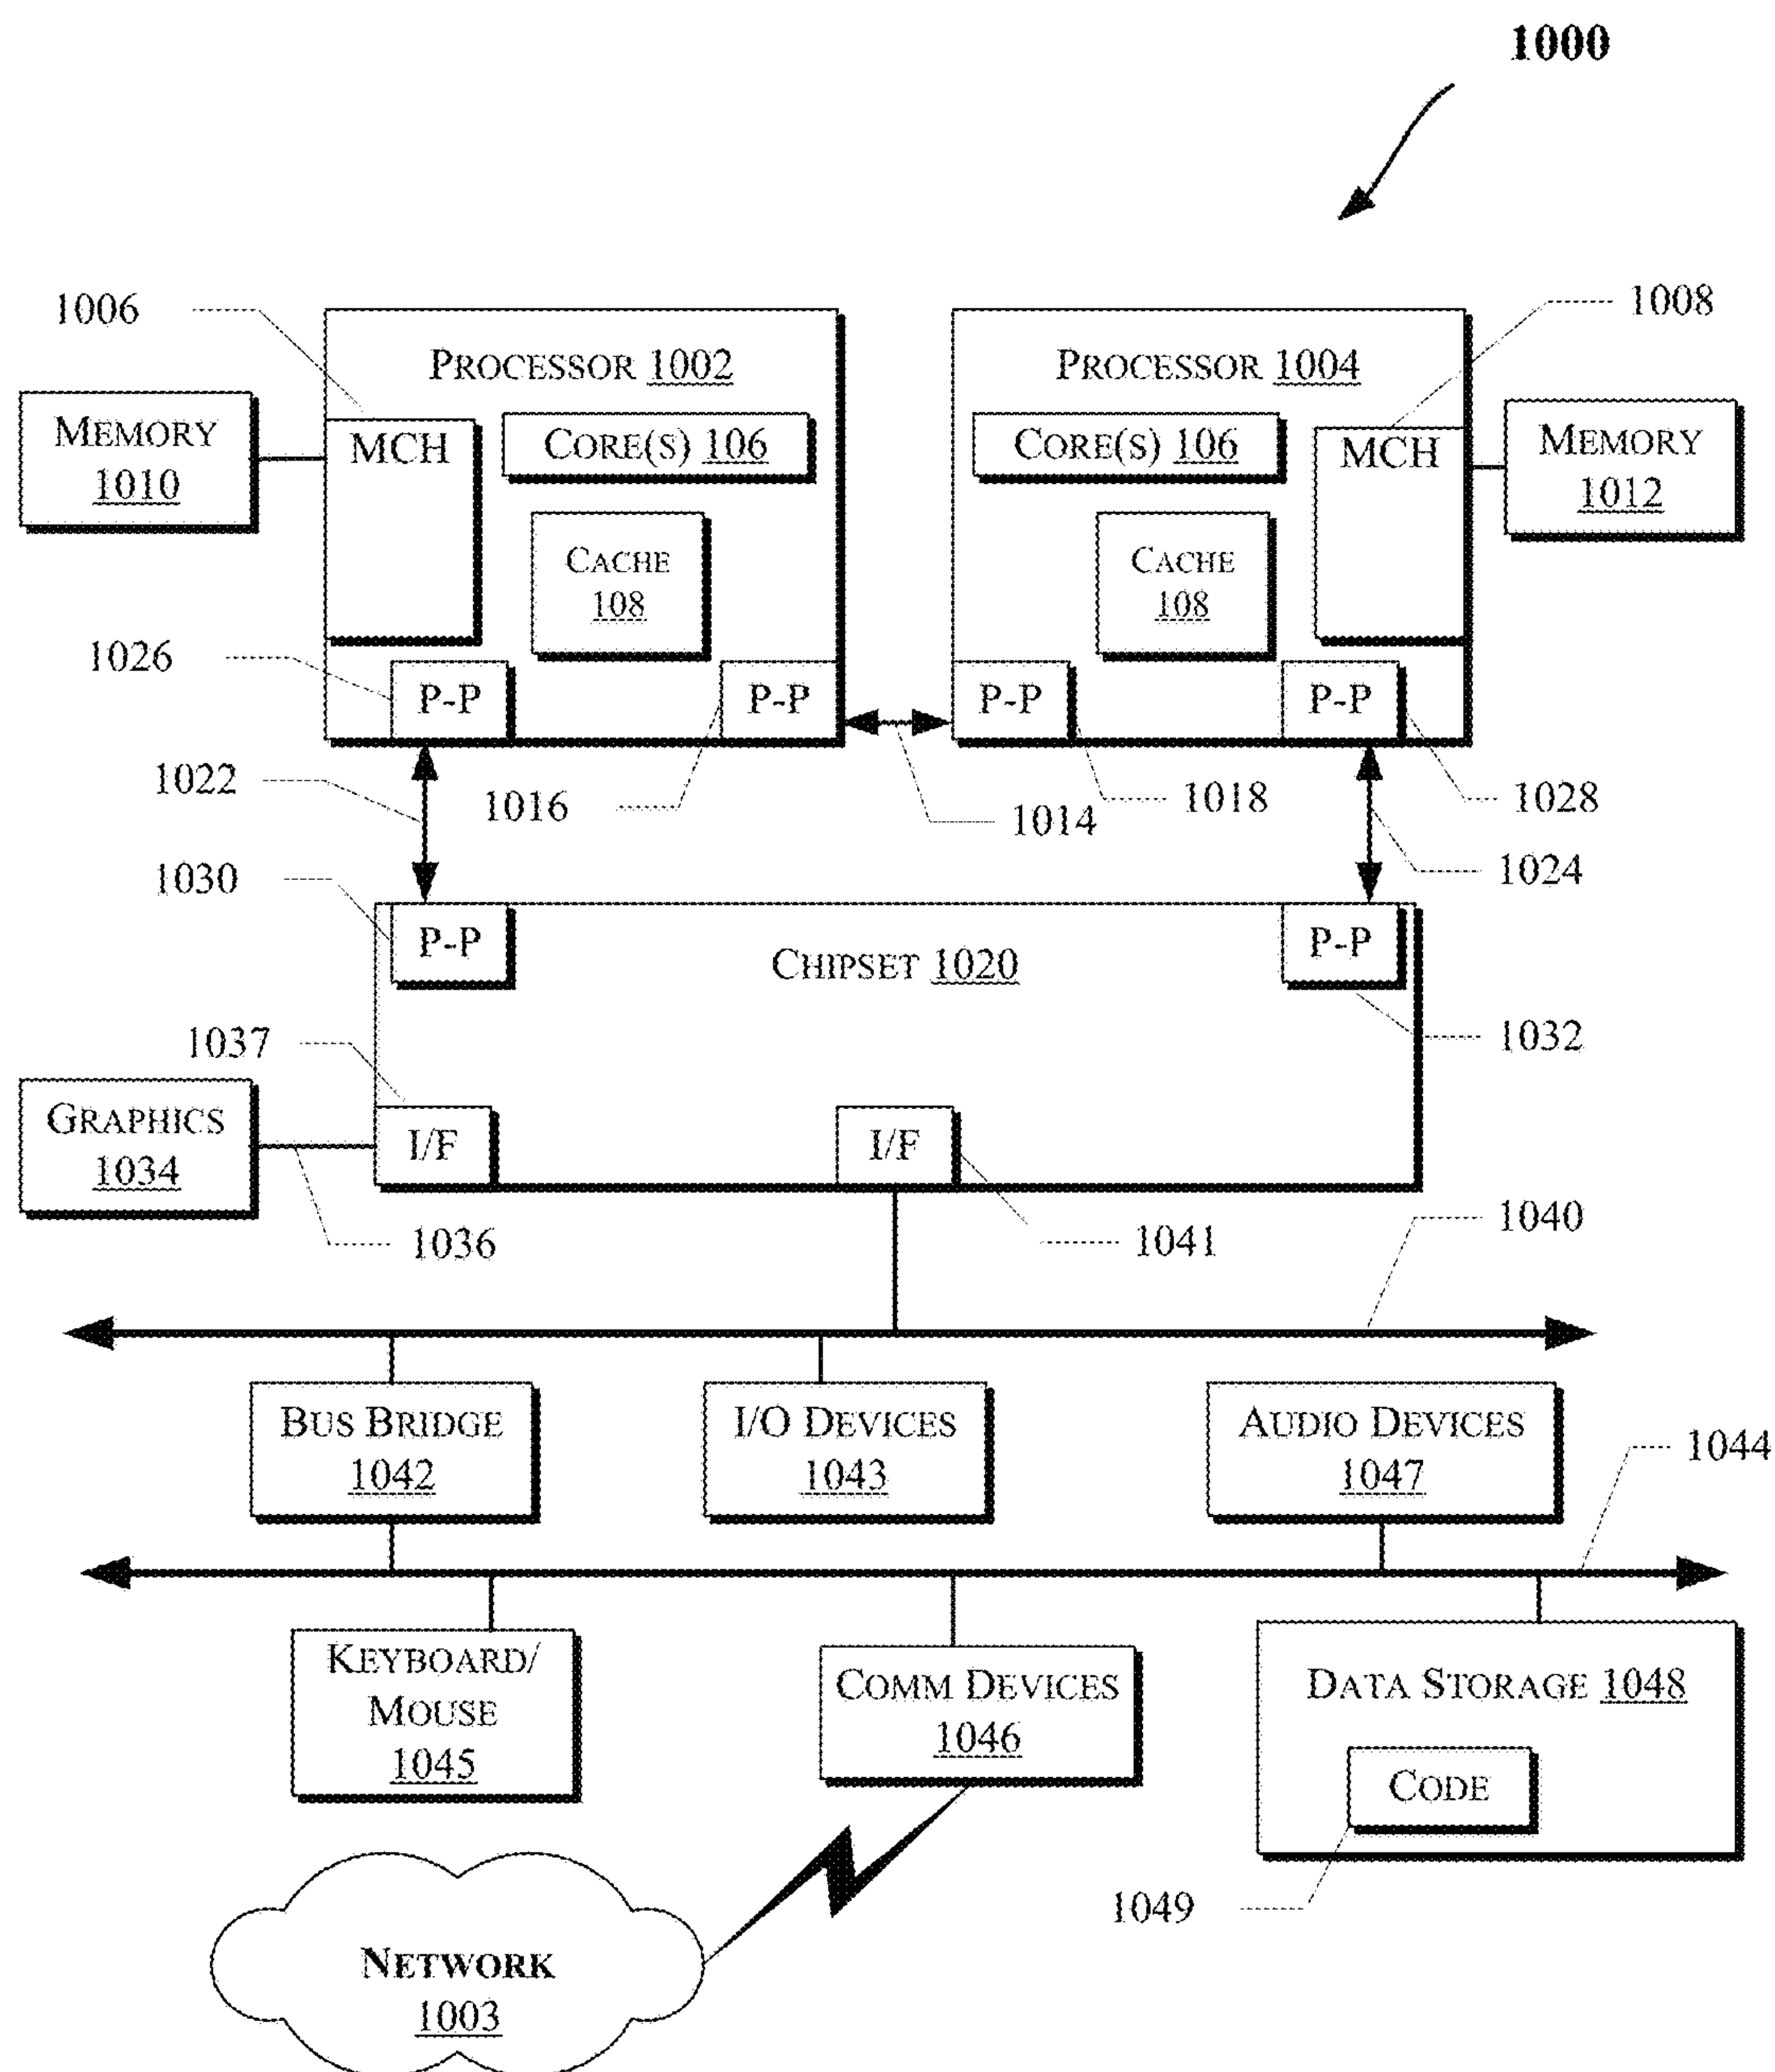 1000
1006
1008
PROCESSOR 1002
PROCESSOR 1004
MEMORY
1010
MCH
CORE(S) 106
CORE(S) 106
MCH
MEMORY
1012
CACHE
108
CACHE
108
1026
P-P
P-P
P-P
P-P
1022
1016
1014
1018
1028
1024
1030
P-P
CHIPSET 1020
P-P
1037
1032
GRAPHICS
1034
I/F
I/F
1036
1041
1040
BUS BRIDGE
1042
I/O DEVICES
1043
AUDIO DEVICES
1047
1044
KEYBOARD/
MOUSE
1045
COMM DEVICES
1046
DATA STORAGE 1048
CODE
1049
NETWORK
1003